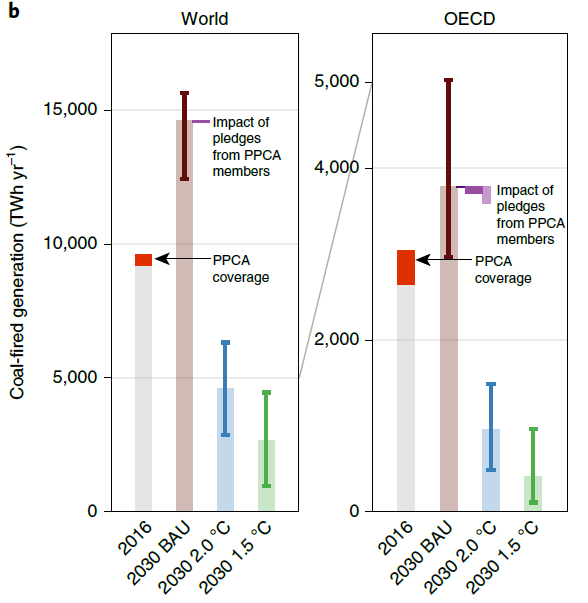 b
World
OECD
Coal-fired generation (TWh yr⁻¹)
15,000
10,000
5,000
0
Impact of
pledges
from PPCA
members
PPCA
coverage
2016
2030 BAU
2030 2.0 °C
2030 1.5 °C
5,000
4,000
2,000
0
Impact of
pledges
from PPCA
members
PPCA
coverage
2016
2030 BAU
2030 2.0 °C
2030 1.5 °C